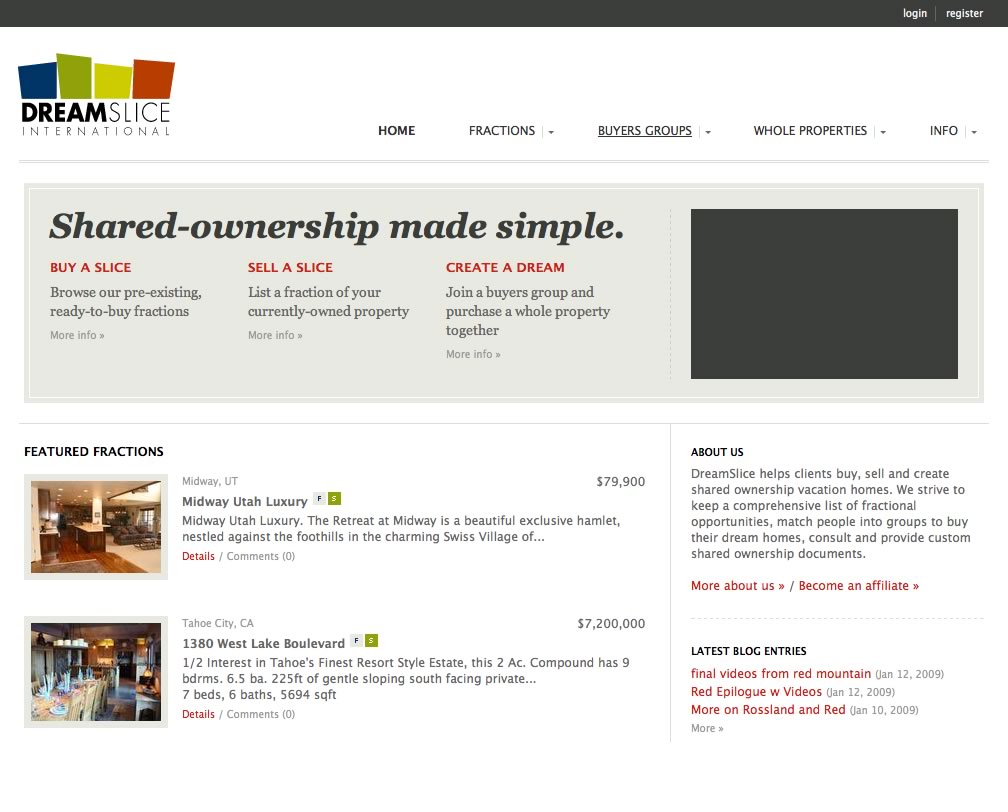 login
register
DREAMSLICE
INTERNATIONAL
HOME
FRACTIONS
BUYERS GROUPS
WHOLE PROPERTIES
INFO
Shared-ownership made simple.
BUY A SLICE
Browse our pre-existing,
ready-to-buy fractions
More info »
SELL A SLICE
List a fraction of your
currently-owned property
More info »
CREATE A DREAM
Join a buyers group and
purchase a whole property
together
More info »
FEATURED FRACTIONS
Midway, UT
$79,900
Midway Utah Luxury F S
Midway Utah Luxury. The Retreat at Midway is a beautiful exclusive hamlet,
nestled against the foothills in the charming Swiss Village of...
Details / Comments (0)
Tahoe City, CA
$7,200,000
1380 West Lake Boulevard F S
1/2 Interest in Tahoe's Finest Resort Style Estate, this 2 Ac. Compound has 9
bdrms. 6.5 ba. 225ft of gentle sloping south facing private...
7 beds, 6 baths, 5694 sqft
Details / Comments (0)
ABOUT US
DreamSlice helps clients buy, sell and create
shared ownership vacation homes. We strive to
keep a comprehensive list of fractional
opportunities, match people into groups to buy
their dream homes, consult and provide custom
shared ownership documents.
More about us » / Become an affiliate »
LATEST BLOG ENTRIES
final videos from red mountain (Jan 12, 2009)
Red Epilogue w Videos (Jan 12, 2009)
More on Rossland and Red (Jan 10, 2009)
More »